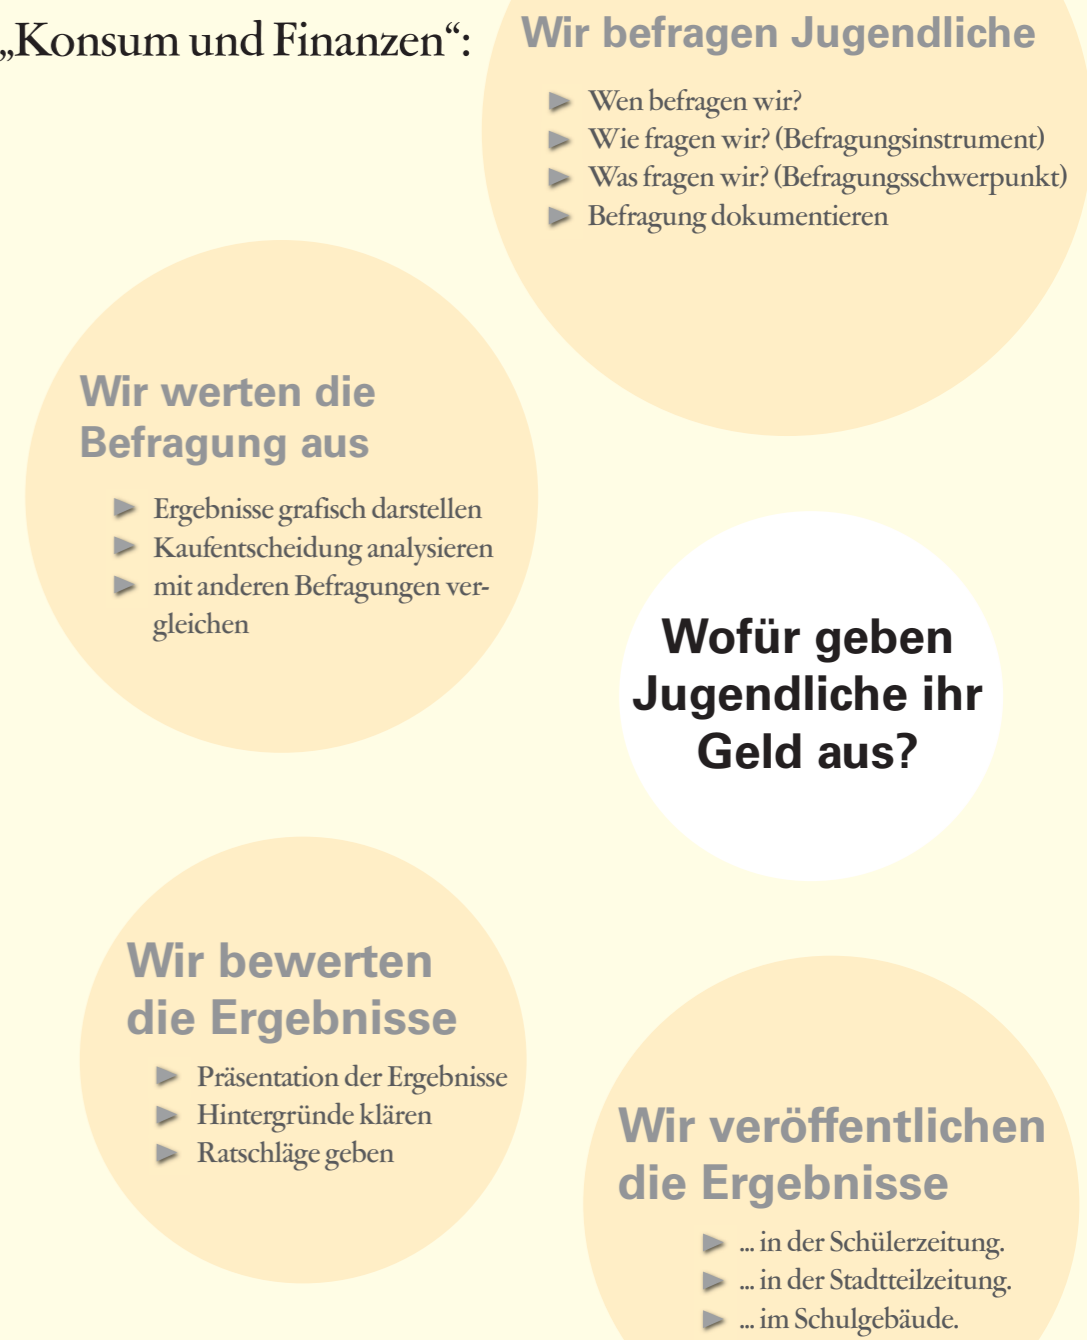 „Konsum und Finanzen“:
Wir befragen Jugendliche
► Wen befragen wir?
► Wie fragen wir? (Befragungsinstrument)
► Was fragen wir? (Befragungsschwerpunkt)
► Befragung dokumentieren
Wir werten die
Befragung aus
► Ergebnisse grafisch darstellen
► Kaufentscheidung analysieren
► mit anderen Befragungen ver-
gleichen
Wofür geben
Jugendliche ihr
Geld aus?
Wir bewerten
die Ergebnisse
► Präsentation der Ergebnisse
► Hintergründe klären
► Ratschläge geben
Wir veröffentlichen
die Ergebnisse
► ... in der Schülerzeitung.
► ... in der Stadtteilzeitung.
► ... im Schulgebäude.